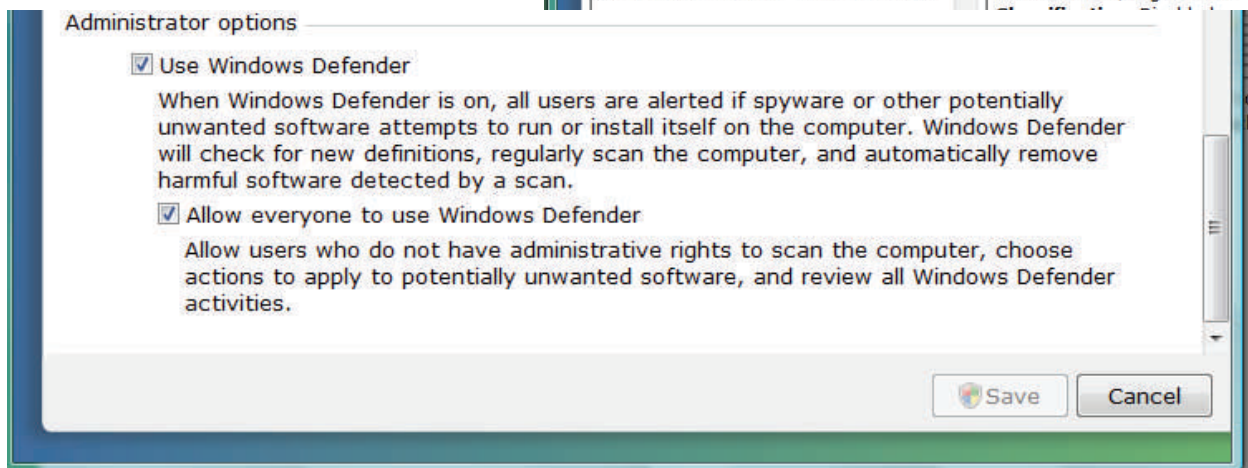 Administrator options
Use Windows Defender
When Windows Defender is on, all users are alerted if spyware or other potentially
unwanted software attempts to run or install itself on the computer. Windows Defender
will check for new definitions, regularly scan the computer, and automatically remove
harmful software detected by a scan.
Allow everyone to use Windows Defender
Allow users who do not have administrative rights to scan the computer, choose
actions to apply to potentially unwanted software, and review all Windows Defender
activities.
Save
Cancel